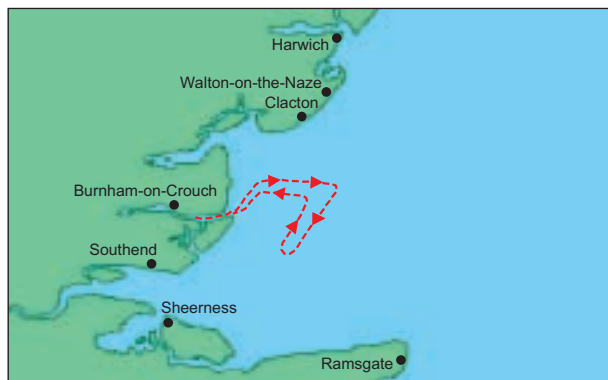 Harwich
Walton-on-the-Naze
Clacton
Burnham-on-Crouch
Southend
Sheerness
Ramsgate